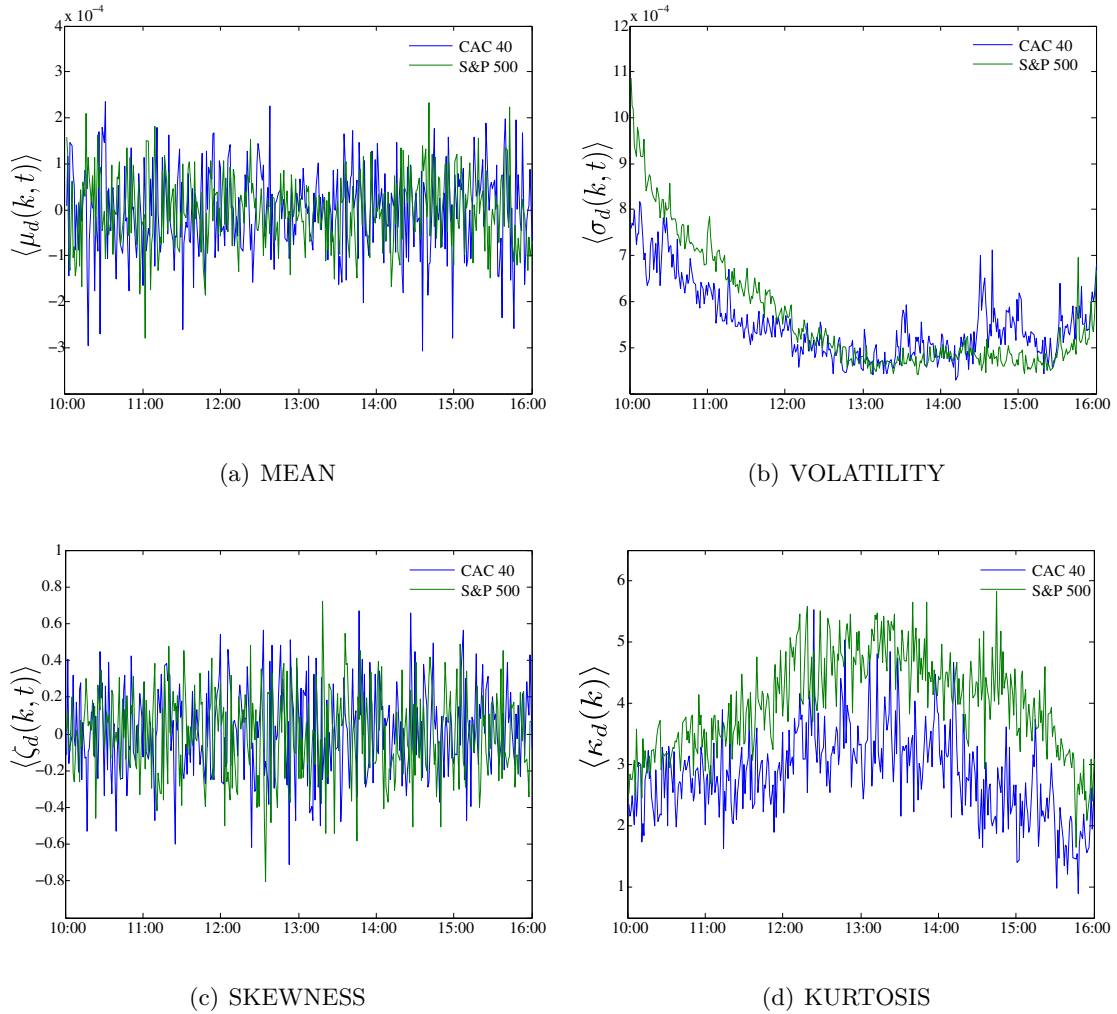 x 10⁻⁴
4
3
2
1
0
−1
−2
−3
⟨μ_d(k, t)⟩
CAC 40
S&P 500
10:00 11:00 12:00 13:00 14:00 15:00 16:00
(a) MEAN
x 10⁻⁴
12
11
10
9
8
7
6
5
⟨σ_d(k, t)⟩
CAC 40
S&P 500
10:00 11:00 12:00 13:00 14:00 15:00 16:00
(b) VOLATILITY
1
0.8
0.6
0.4
0.2
0
−0.2
−0.4
−0.6
−0.8
⟨ζ_d(k, t)⟩
CAC 40
S&P 500
10:00 11:00 12:00 13:00 14:00 15:00 16:00
(c) SKEWNESS
6
5
4
3
2
1
⟨κ_d(k)⟩
CAC 40
S&P 500
10:00 11:00 12:00 13:00 14:00 15:00 16:00
(d) KURTOSIS